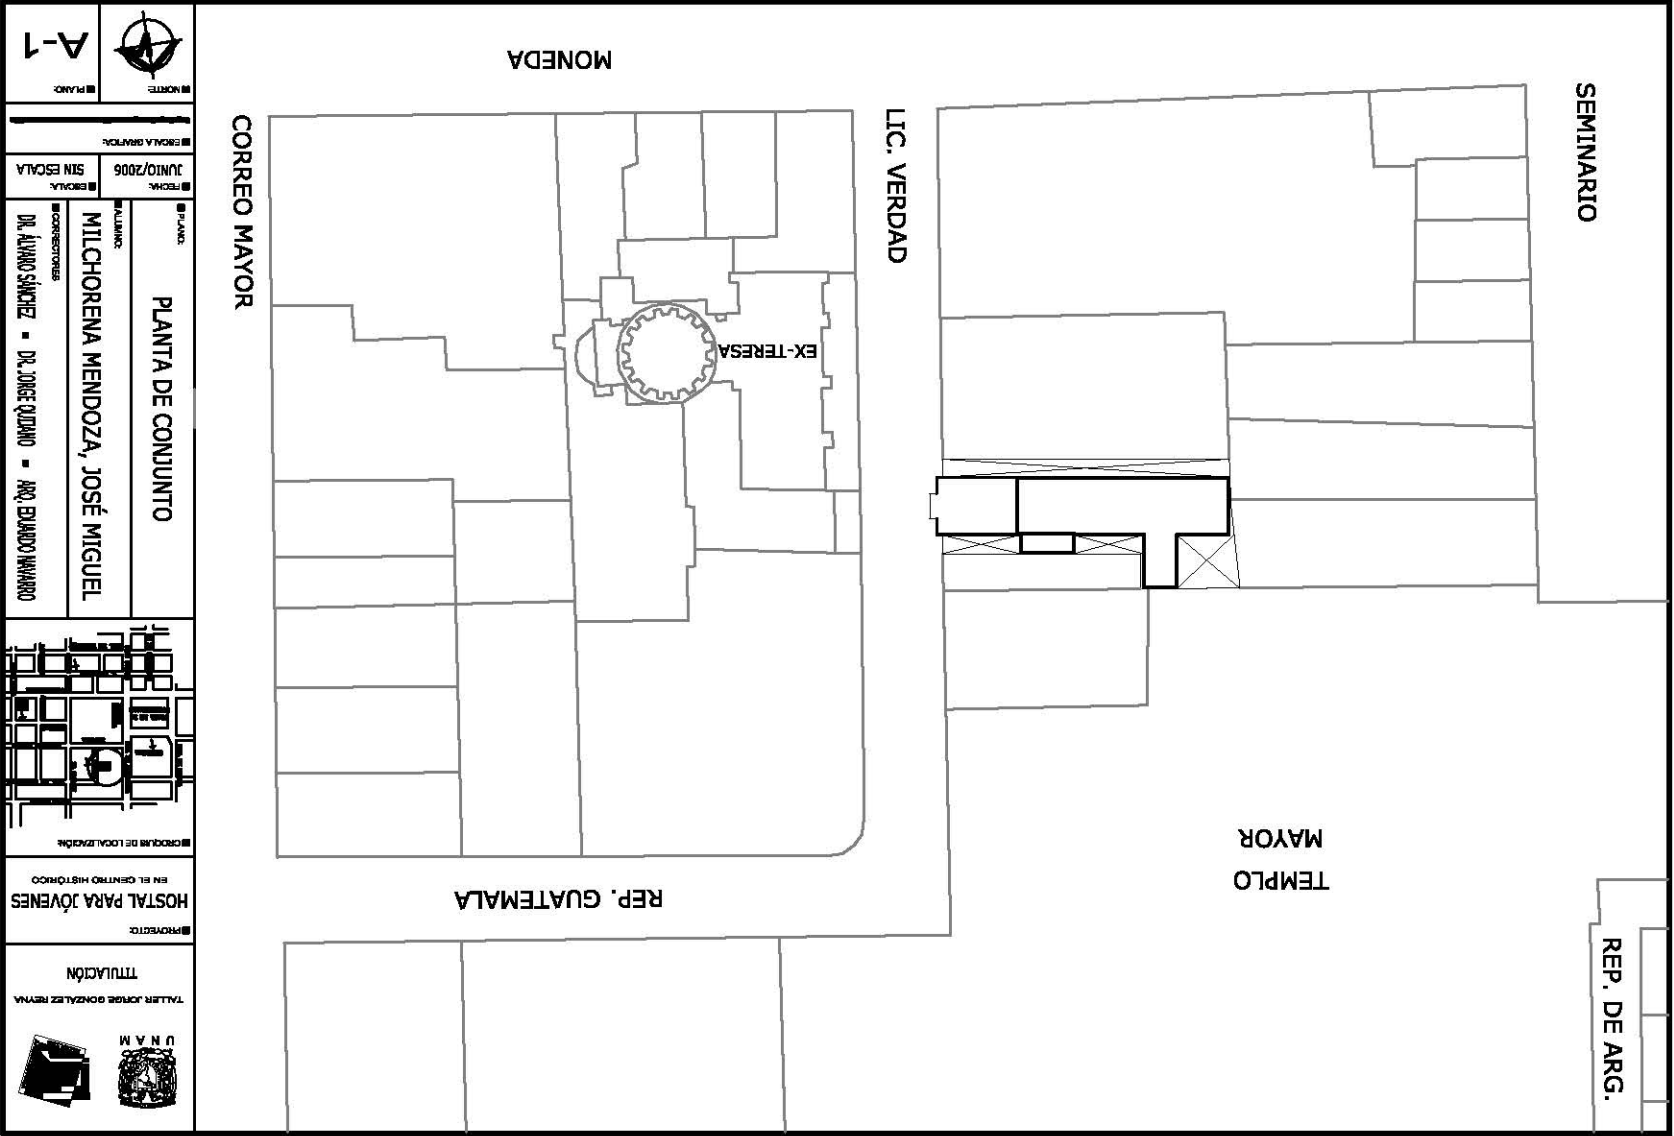 U N A M
TALLER JORGE GONZÁLEZ REYNA
TITULACIÓN
PROYECTO:
HOSTAL PARA JÓVENES
EN EL CENTRO HISTÓRICO
CROQUIS DE LOCALIZACIÓN:
PLANO:
PLANTA DE CONJUNTO
ALUMNO:
MILCHORENA MENDOZA, JOSÉ MIGUEL
CORRECTORES
DR. ÁLVARO SÁNCHEZ ▪ DR. JORGE QUIJANO ▪ ARQ. EDUARDO NAVARRO
FECHA:
JUNIO/2006
ESCALA:
SIN ESCALA
ESCALA GRAFICA:
NORTE:
PLANO:
A-1
REP. DE ARG.
TEMPLO
MAYOR
REP. GUATEMALA
EX-TERESA
SEMINARIO
LIC. VERDAD
CORREO MAYOR
MONEDA